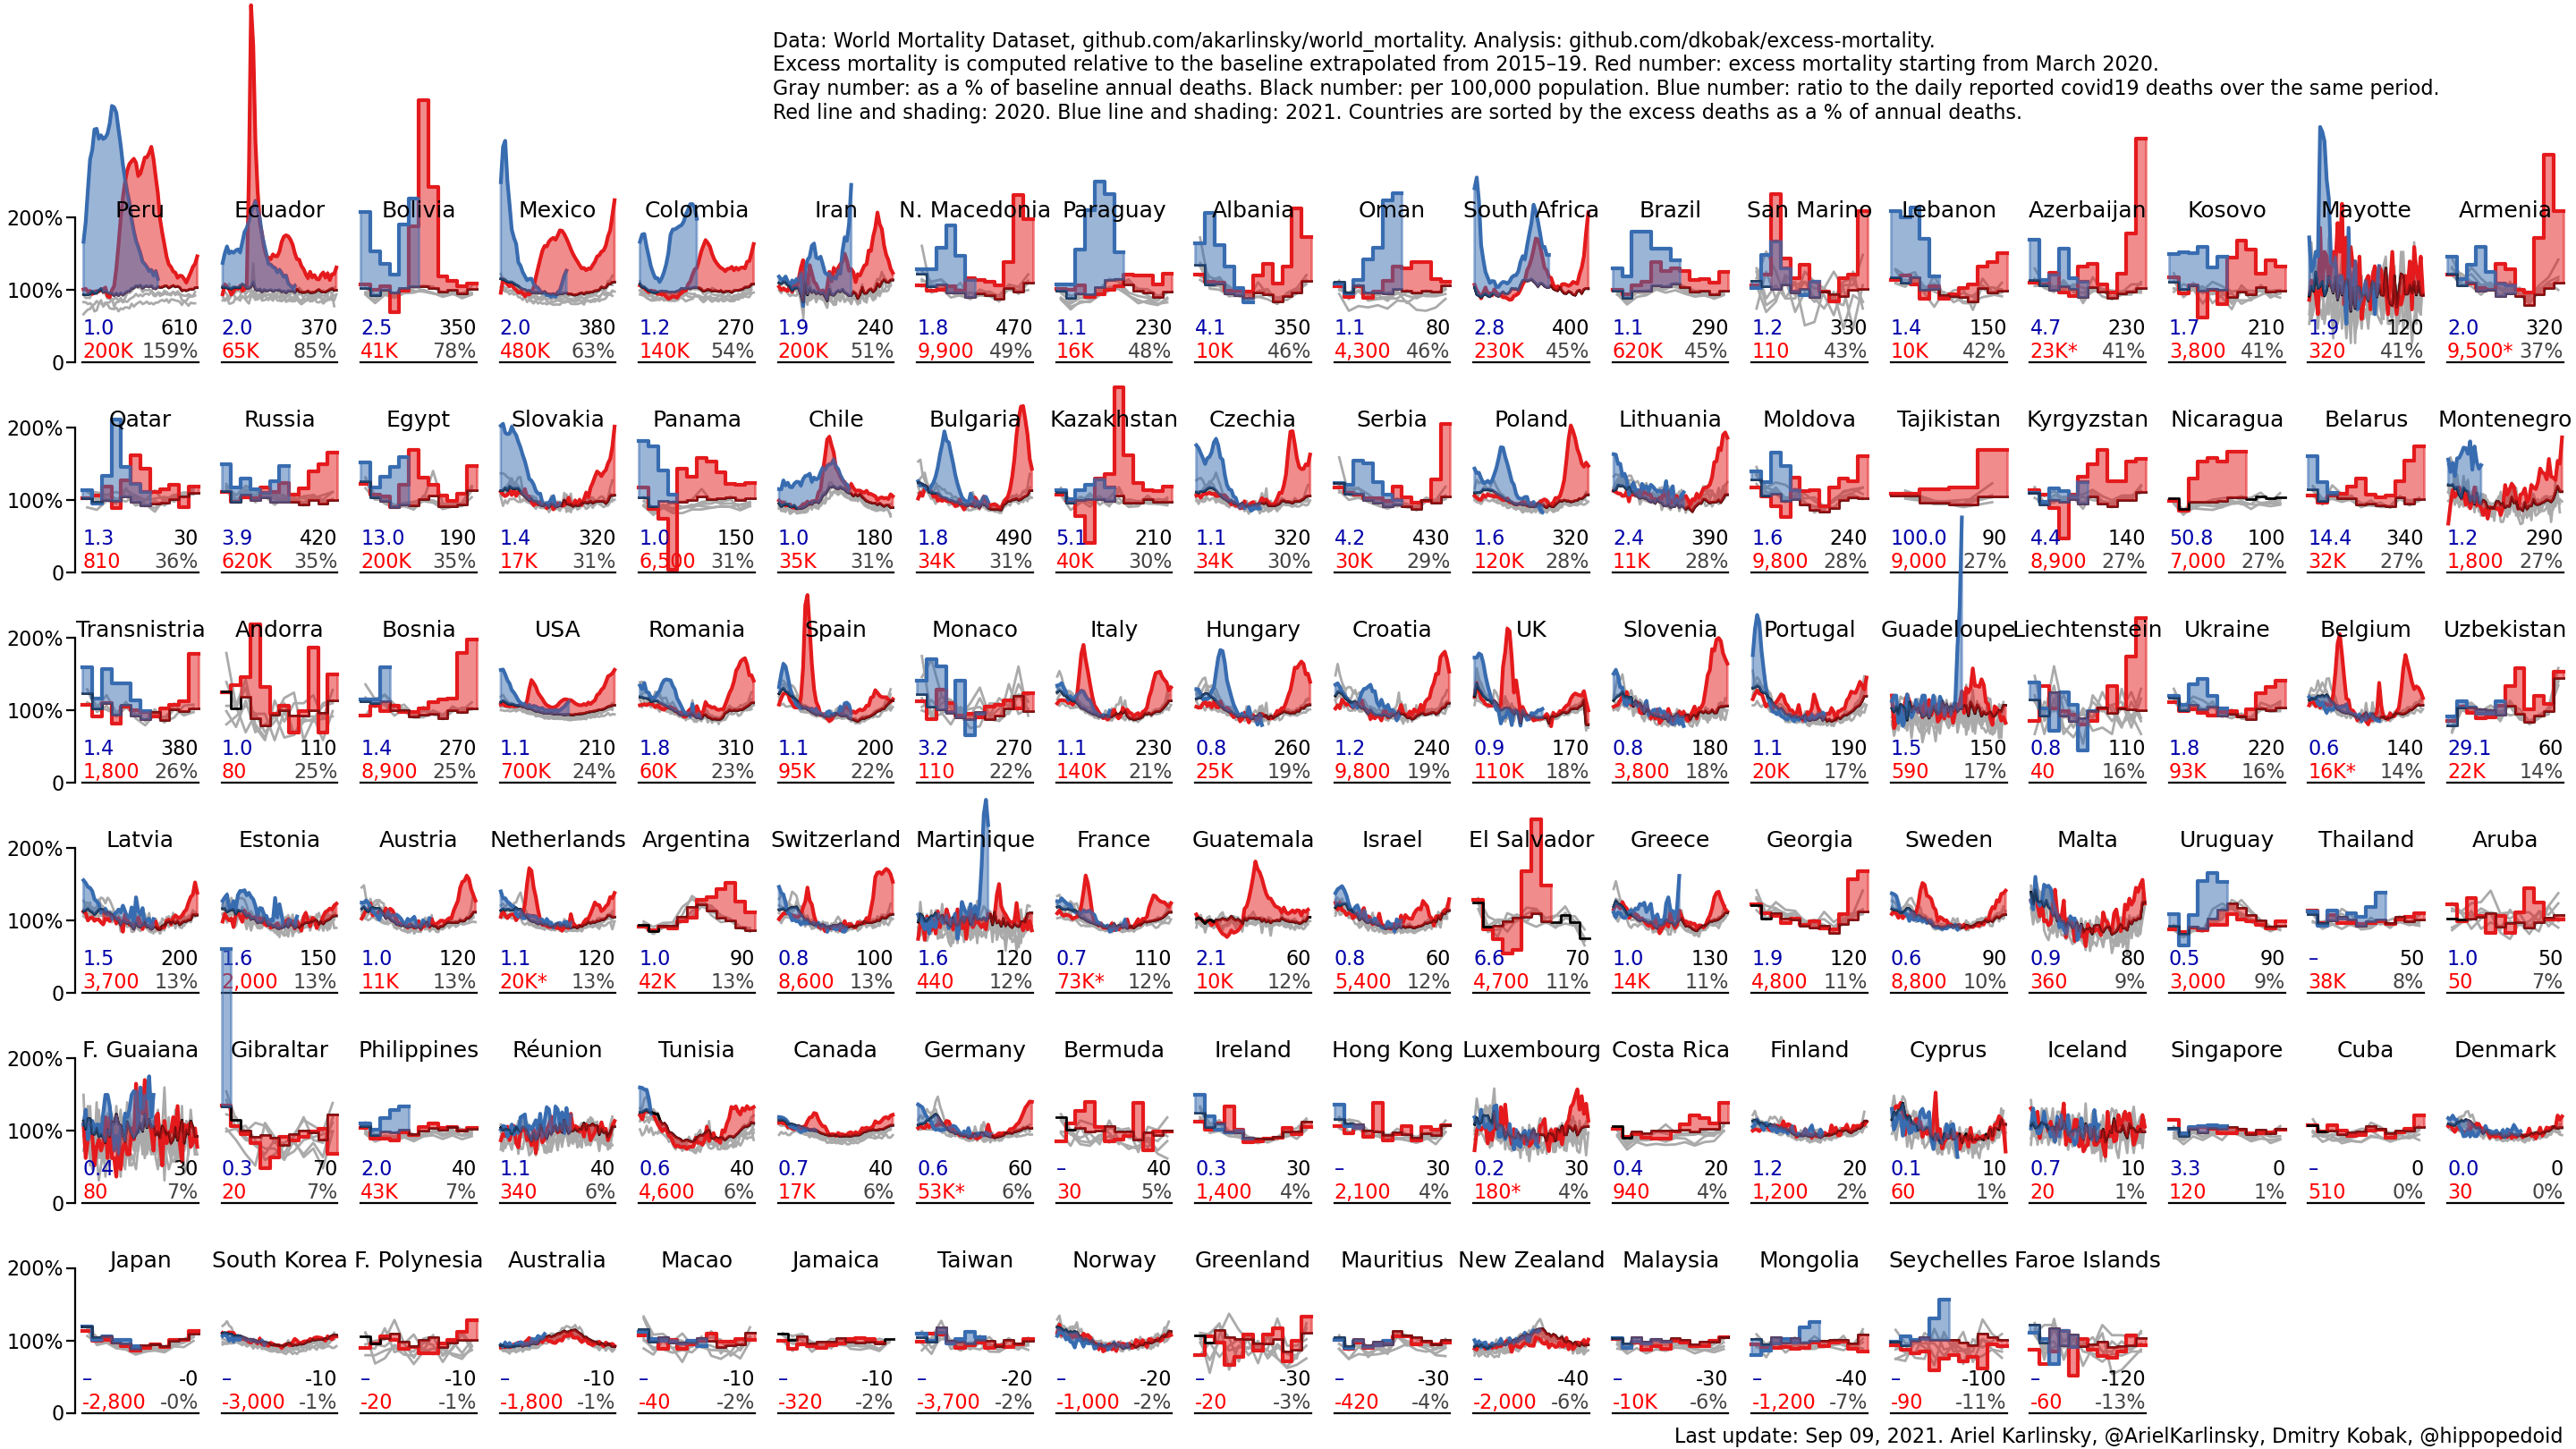 Data: World Mortality Dataset, github.com/akarlinsky/world_mortality. Analysis: github.com/dkobak/excess-mortality.
Excess mortality is computed relative to the baseline extrapolated from 2015–19. Red number: excess mortality starting from March 2020.
Gray number: as a % of baseline annual deaths. Black number: per 100,000 population. Blue number: ratio to the daily reported covid19 deaths over the same period.
Red line and shading: 2020. Blue line and shading: 2021. Countries are sorted by the excess deaths as a % of annual deaths.
200% Peru Ecuador Bolivia Mexico Colombia Iran N. Macedonia Paraguay Albania Oman South Africa Brazil San Marino Lebanon Azerbaijan Kosovo Mayotte Armenia
100%
1.0 610 2.0 370 2.5 350 2.0 380 1.2 270 1.9 240 1.8 470 1.1 230 4.1 350 1.1 80 2.8 400 1.1 290 1.2 330 1.4 150 4.7 230 1.7 210 1.9 120 2.0 320
0 200K 159% 65K 85% 41K 78% 480K 63% 140K 54% 200K 51% 9,900 49% 16K 48% 10K 46% 4,300 46% 230K 45% 620K 45% 110 43% 10K 42% 23K* 41% 3,800 41% 320 41% 9,500* 37%
200% Qatar Russia Egypt Slovakia Panama Chile Bulgaria Kazakhstan Czechia Serbia Poland Lithuania Moldova Tajikistan Kyrgyzstan Nicaragua Belarus Montenegro
100%
1.3 30 3.9 420 13.0 190 1.4 320 1.0 150 1.0 180 1.8 490 5.1 210 1.1 320 4.2 430 1.6 320 2.4 390 1.6 240 100.0 90 4.4 140 50.8 100 14.4 340 1.2 290
0 810 36% 620K 35% 200K 35% 17K 31% 6,500 31% 35K 31% 34K 31% 40K 30% 34K 30% 30K 29% 120K 28% 11K 28% 9,800 28% 9,000 27% 8,900 27% 7,000 27% 32K 27% 1,800 27%
200% Transnistria Andorra Bosnia USA Romania Spain Monaco Italy Hungary Croatia UK Slovenia Portugal Guadeloupe Liechtenstein Ukraine Belgium Uzbekistan
100%
1.4 380 1.0 110 1.4 270 1.1 210 1.8 310 1.1 200 3.2 270 1.1 230 0.8 260 1.2 240 0.9 170 0.8 180 1.1 190 1.5 150 0.8 110 1.8 220 0.6 140 29.1 60
0 1,800 26% 80 25% 8,900 25% 700K 24% 60K 23% 95K 22% 110 22% 140K 21% 25K 19% 9,800 19% 110K 18% 3,800 18% 20K 17% 590 17% 40 16% 93K 16% 16K* 14% 22K 14%
200% Latvia Estonia Austria Netherlands Argentina Switzerland Martinique France Guatemala Israel El Salvador Greece Georgia Sweden Malta Uruguay Thailand Aruba
100%
1.5 200 1.6 150 1.0 120 1.1 120 1.0 90 0.8 100 1.6 120 0.7 110 2.1 60 0.8 60 6.6 70 1.0 130 1.9 120 0.6 90 0.9 80 0.5 90 – 50 1.0 50
0 3,700 13% 2,000 13% 11K 13% 20K* 13% 42K 13% 8,600 13% 440 12% 73K* 12% 10K 12% 5,400 12% 4,700 11% 14K 11% 4,800 11% 8,800 10% 360 9% 3,000 9% 38K 8% 50 7%
200% F. Guaiana Gibraltar Philippines Réunion Tunisia Canada Germany Bermuda Ireland Hong Kong Luxembourg Costa Rica Finland Cyprus Iceland Singapore Cuba Denmark
100%
0.4 30 0.3 70 2.0 40 1.1 40 0.6 40 0.7 40 0.6 60 – 40 0.3 30 – 30 0.2 30 0.4 20 1.2 20 0.1 10 0.7 10 3.3 0 – 0 0.0 0
0 80 7% 20 7% 43K 7% 340 6% 4,600 6% 17K 6% 53K* 6% 30 5% 1,400 4% 2,100 4% 180* 4% 940 4% 1,200 2% 60 1% 20 1% 120 1% 510 0% 30 0%
200% Japan South Korea F. Polynesia Australia Macao Jamaica Taiwan Norway Greenland Mauritius New Zealand Malaysia Mongolia Seychelles Faroe Islands
100%
– -0 – -10 – -10 – -10 – -10 – -10 – -20 – -20 – -30 – -30 – -40 – -30 – -40 – -100 – -120
0 -2,800 -0% -3,000 -1% -20 -1% -1,800 -1% -40 -2% -320 -2% -3,700 -2% -1,000 -2% -20 -3% -420 -4% -2,000 -6% -10K -6% -1,200 -7% -90 -11% -60 -13%
Last update: Sep 09, 2021. Ariel Karlinsky, @ArielKarlinsky, Dmitry Kobak, @hippopedoid